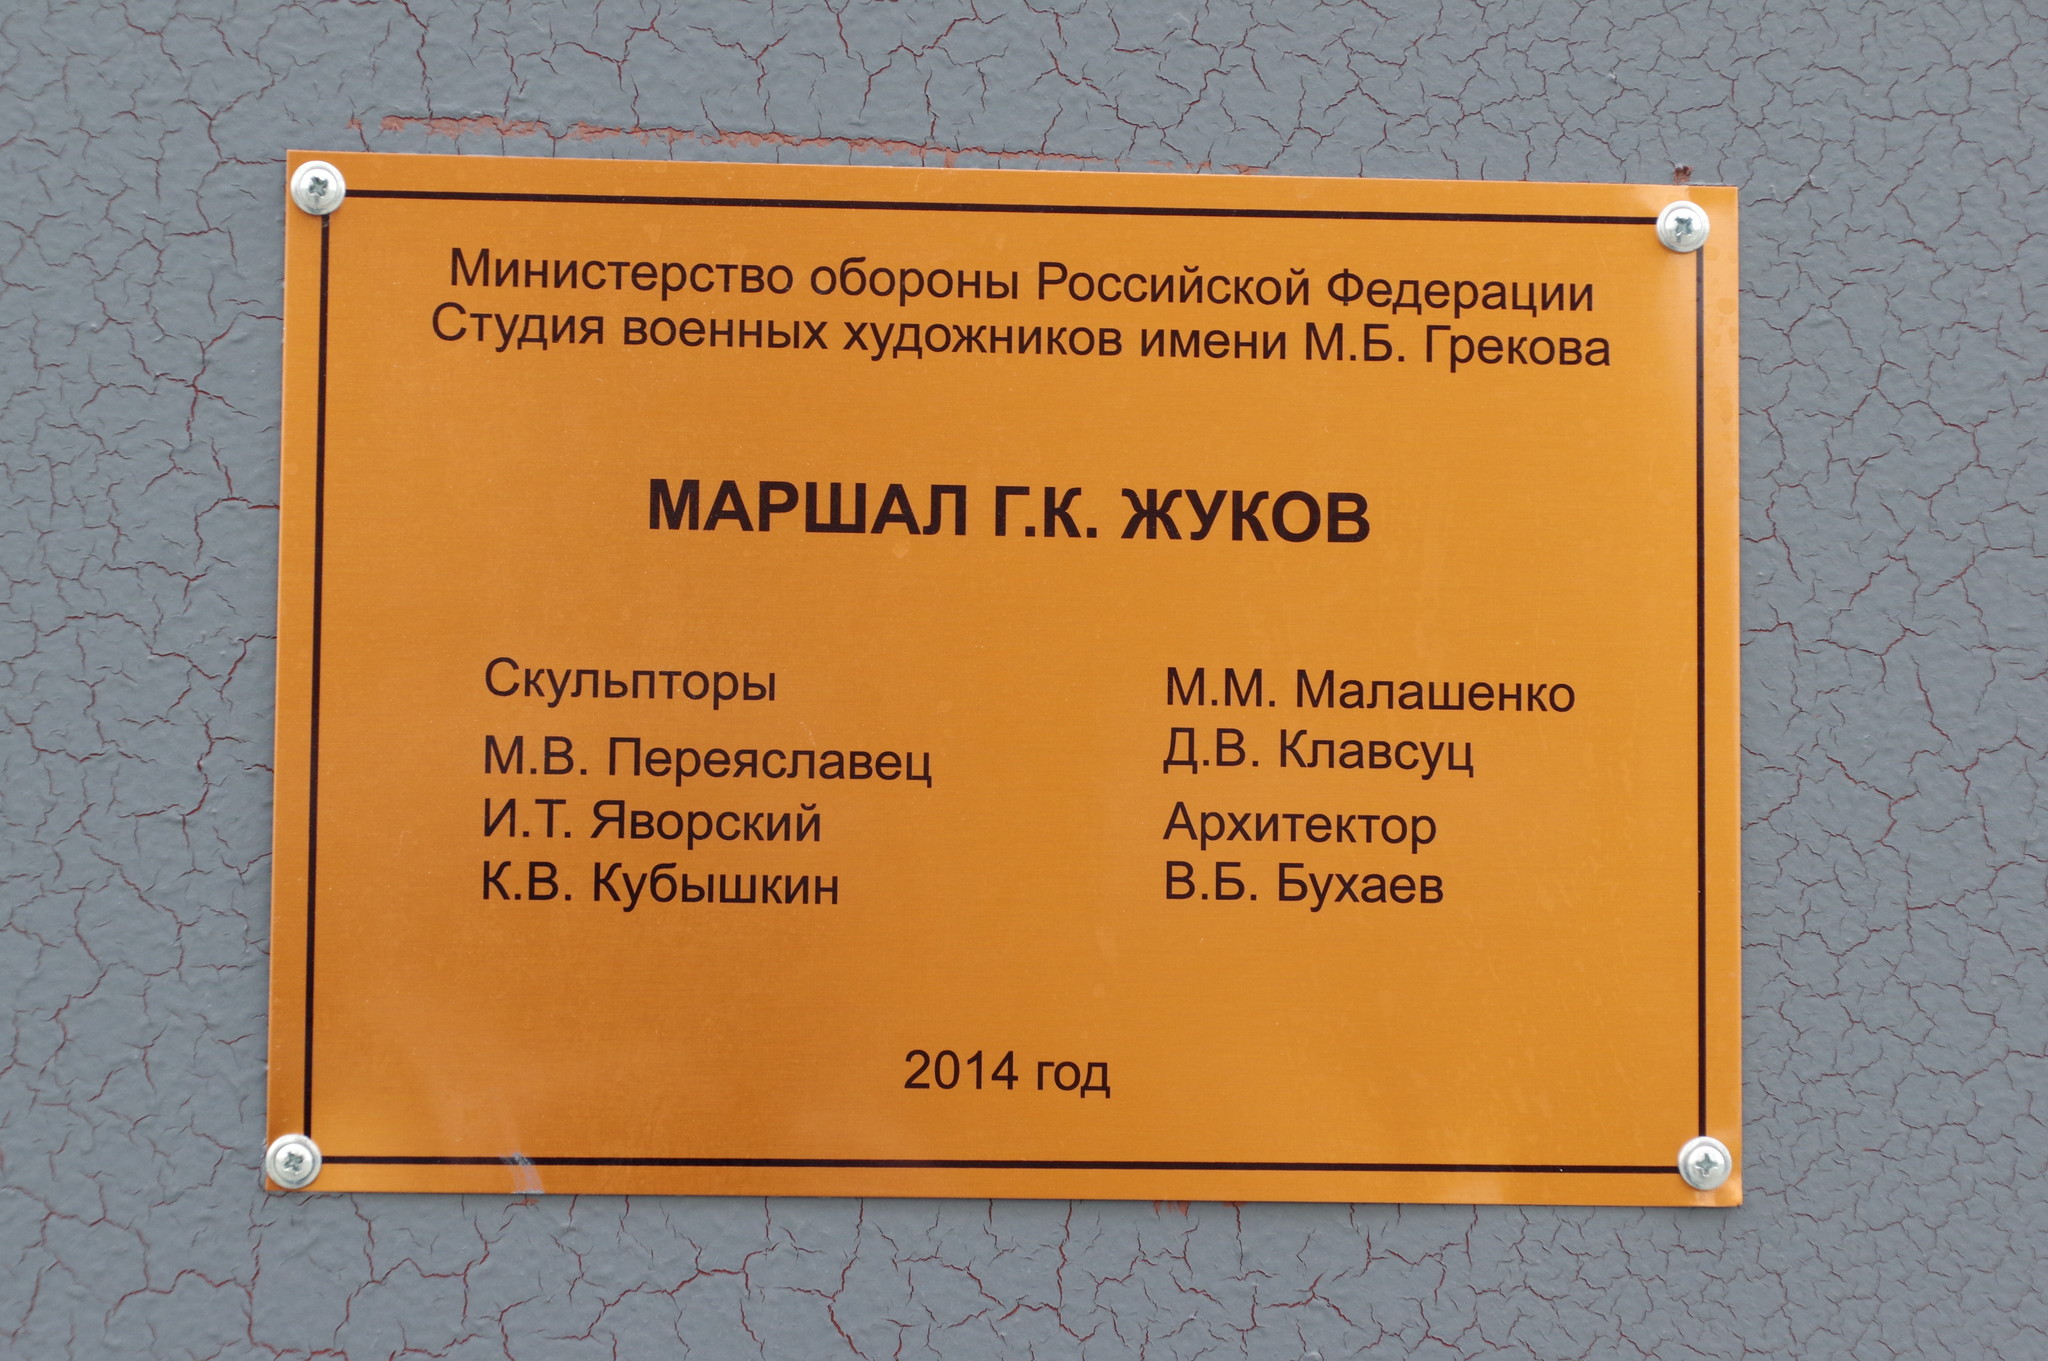 Министерство обороны Российской Федерации
Студия военных художников имени М.Б. Грекова
МАРШАЛ Г.К. ЖУКОВ
Скульпторы
М.В. Переяславец
И.Т. Яворский
К.В. Кубышкин
М.М. Малашенко
Д.В. Клавсуц
Архитектор
В.Б. Бухаев
2014 год